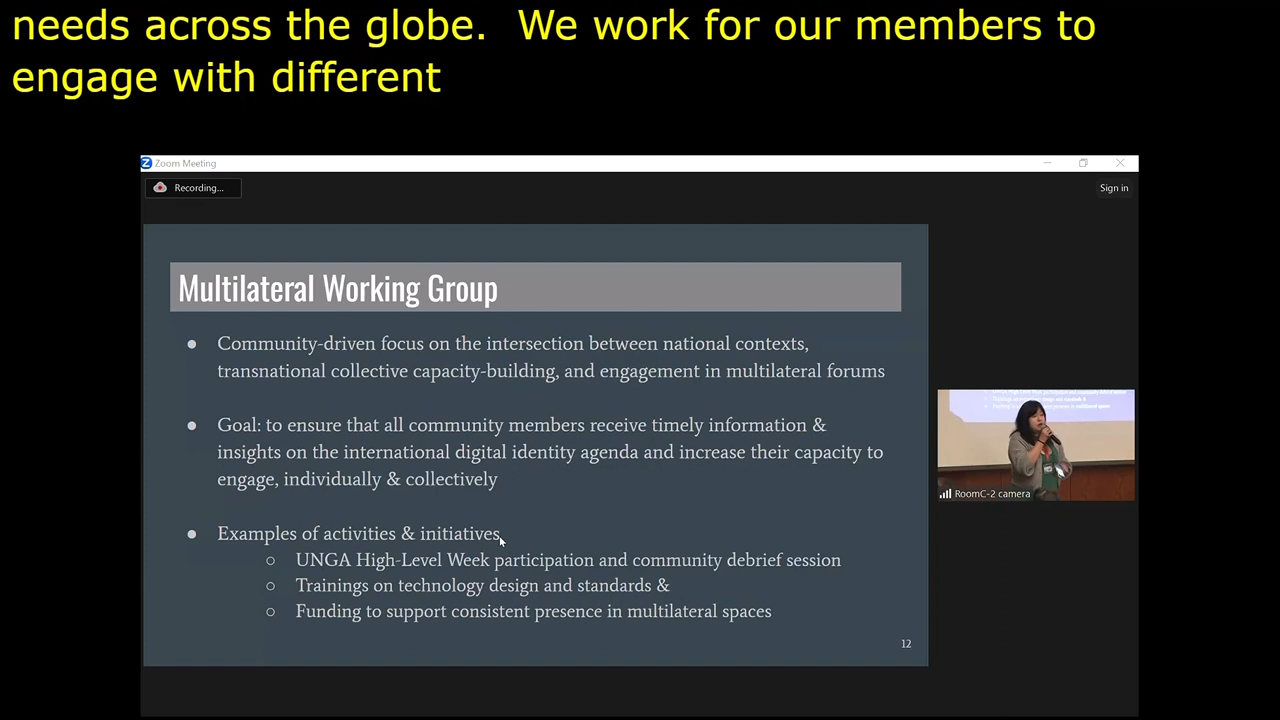 needs across the globe.  We work for our members to
engage with different
Zoom Meeting
Recording...
Sign in
Multilateral Working Group
● Community-driven focus on the intersection between national contexts,
transnational collective capacity-building, and engagement in multilateral forums
● Goal: to ensure that all community members receive timely information &
insights on the international digital identity agenda and increase their capacity to
engage, individually & collectively
● Examples of activities & initiatives
○ UNGA High-Level Week participation and community debrief session
○ Trainings on technology design and standards &
○ Funding to support consistent presence in multilateral spaces
12
RoomC-2 camera